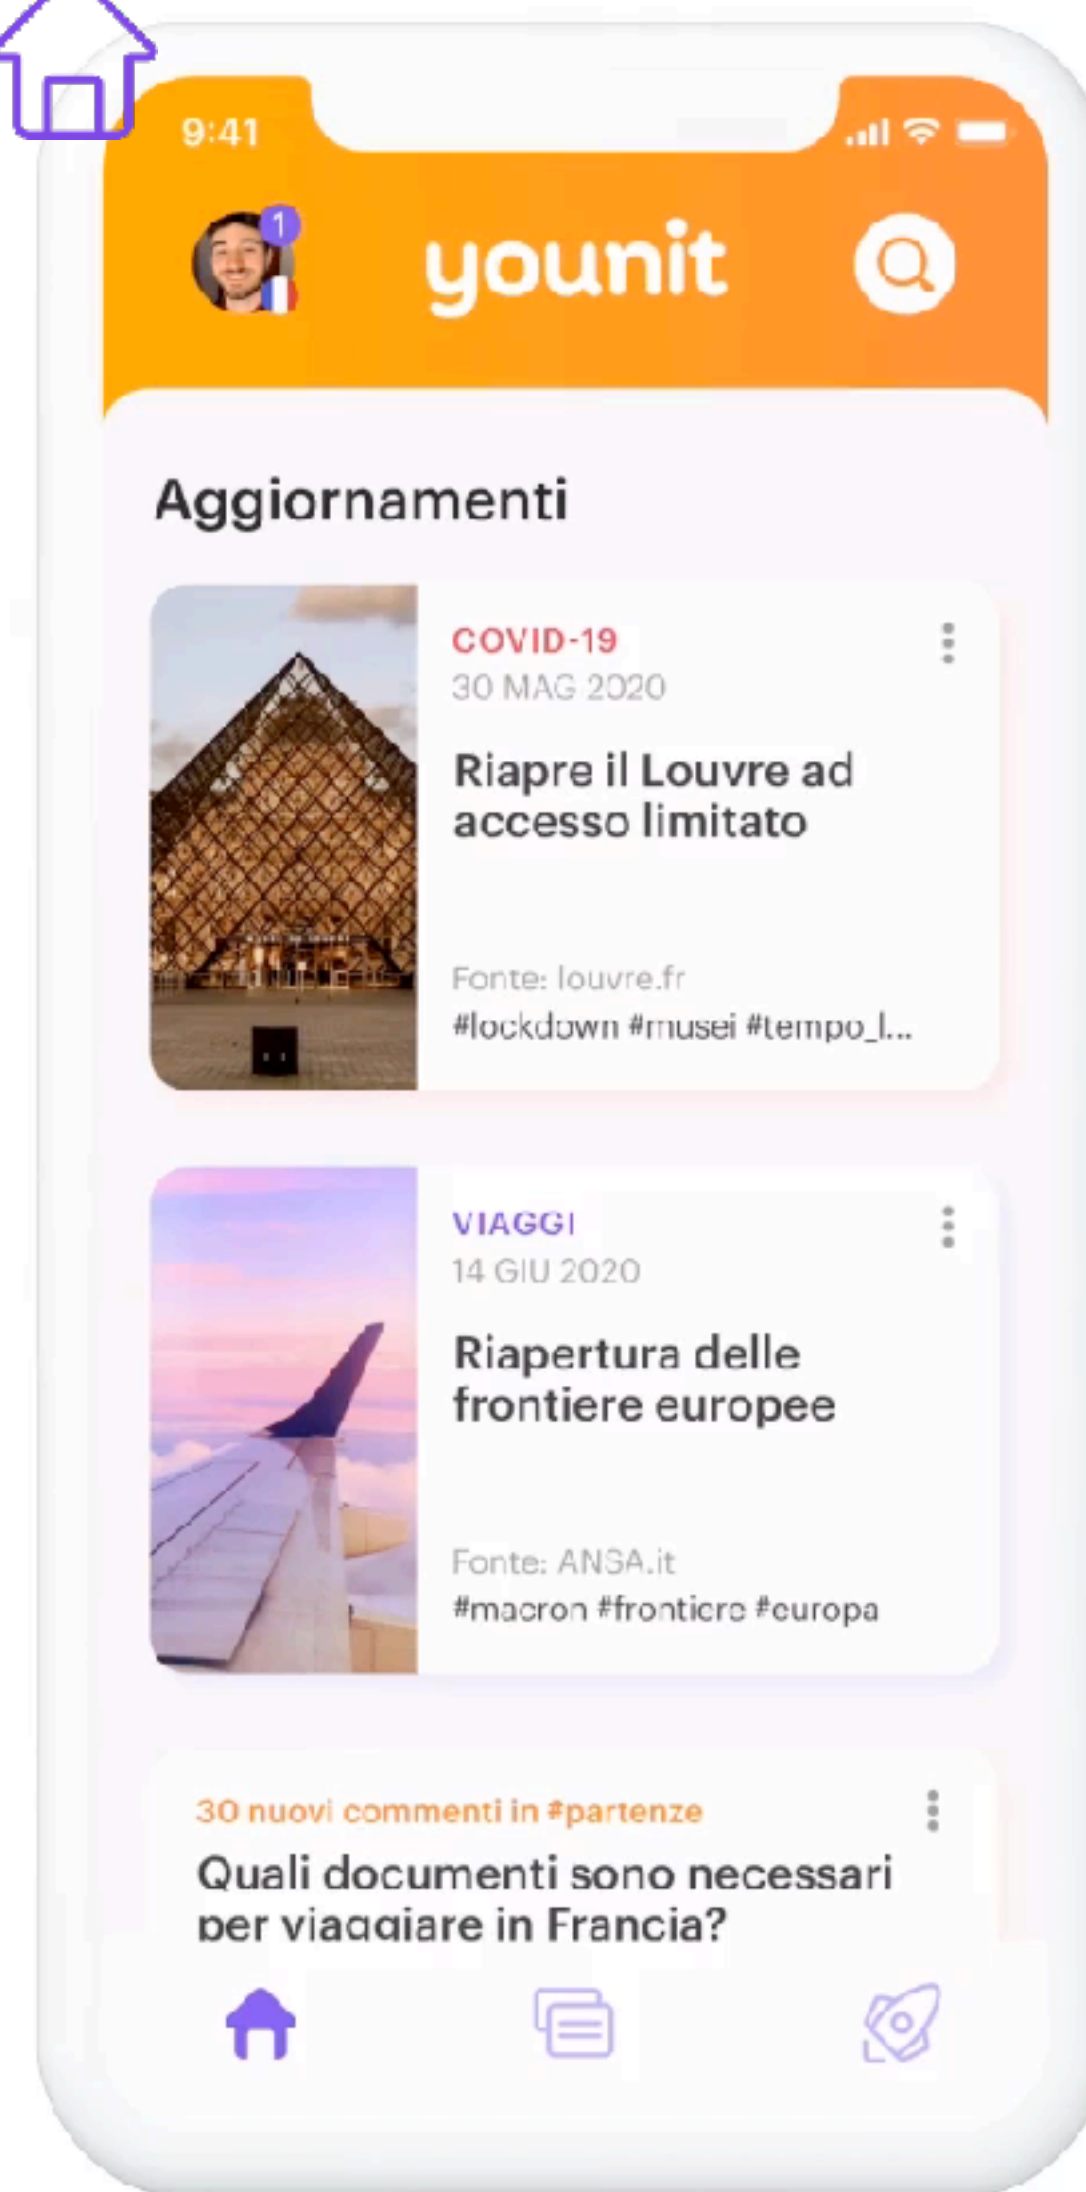 9:41
1
younit
Aggiornamenti
COVID-19
30 MAG 2020
Riapre il Louvre ad
accesso limitato
Fonte: louvre.fr
#lockdown #musei #tempo_l...
VIAGGI
14 GIU 2020
Riapertura delle
frontiere europee
Fonte: ANSA.it
#macron #frontiere #europa
30 nuovi commenti in #partenze
Quali documenti sono necessari
per viaggiare in Francia?